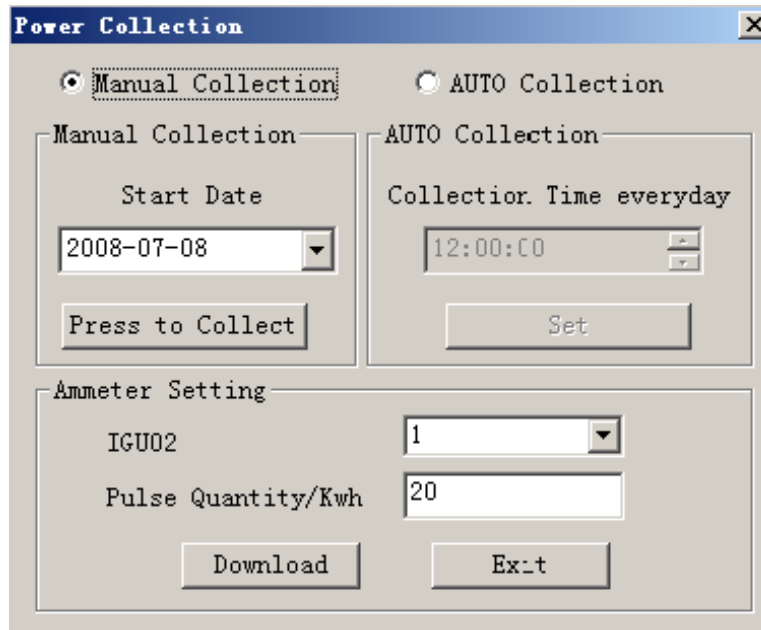 Power Collection
Manual Collection AUTO Collection
Manual Collection AUTO Collection
Start Date Collection Time everyday
2008-07-08 12:00:00
Press to Collect Set
Ammeter Setting
IGU02 1
Pulse Quantity/Kwh 20
Download Exit